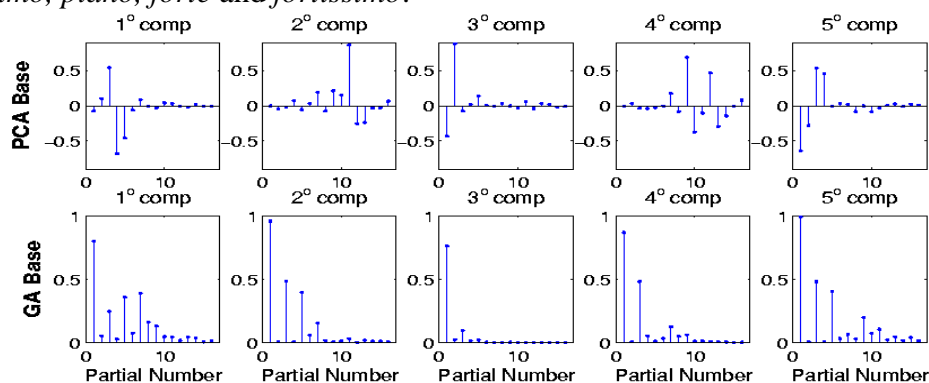 piano, forte and fortissimo.
1° comp 2° comp 3° comp 4° comp 5° comp
PCA Base
0.5 0.5 0.5 0.5 0.5
0 0 0 0 0
−0.5 −0.5 −0.5 −0.5 −0.5
0 10 0 10 0 10 0 10 0 10
1° comp 2° comp 3° comp 4° comp 5° comp
GA Base
1 1 1 1 1
0.5 0.5 0.5 0.5 0.5
0 0 0 0 0
0 10 0 10 0 10 0 10 0 10
Partial Number Partial Number Partial Number Partial Number Partial Number